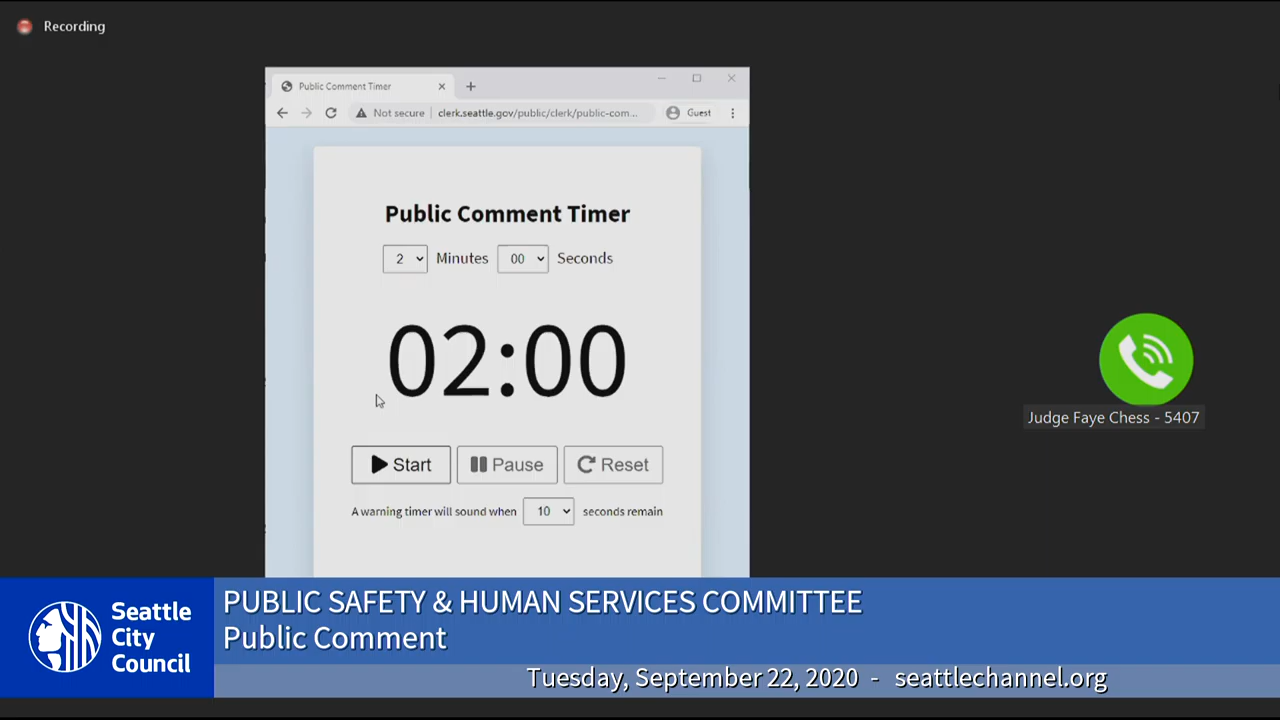 Recording
Public Comment Timer
Not secure | clerk.seattle.gov/public/clerk/public-com... Guest
Public Comment Timer
2 Minutes 00 Seconds
02:00
Start Pause Reset
A warning timer will sound when 10 seconds remain
Judge Faye Chess - 5407
Seattle
City
Council
PUBLIC SAFETY & HUMAN SERVICES COMMITTEE
Public Comment
Tuesday, September 22, 2020 - seattlechannel.org